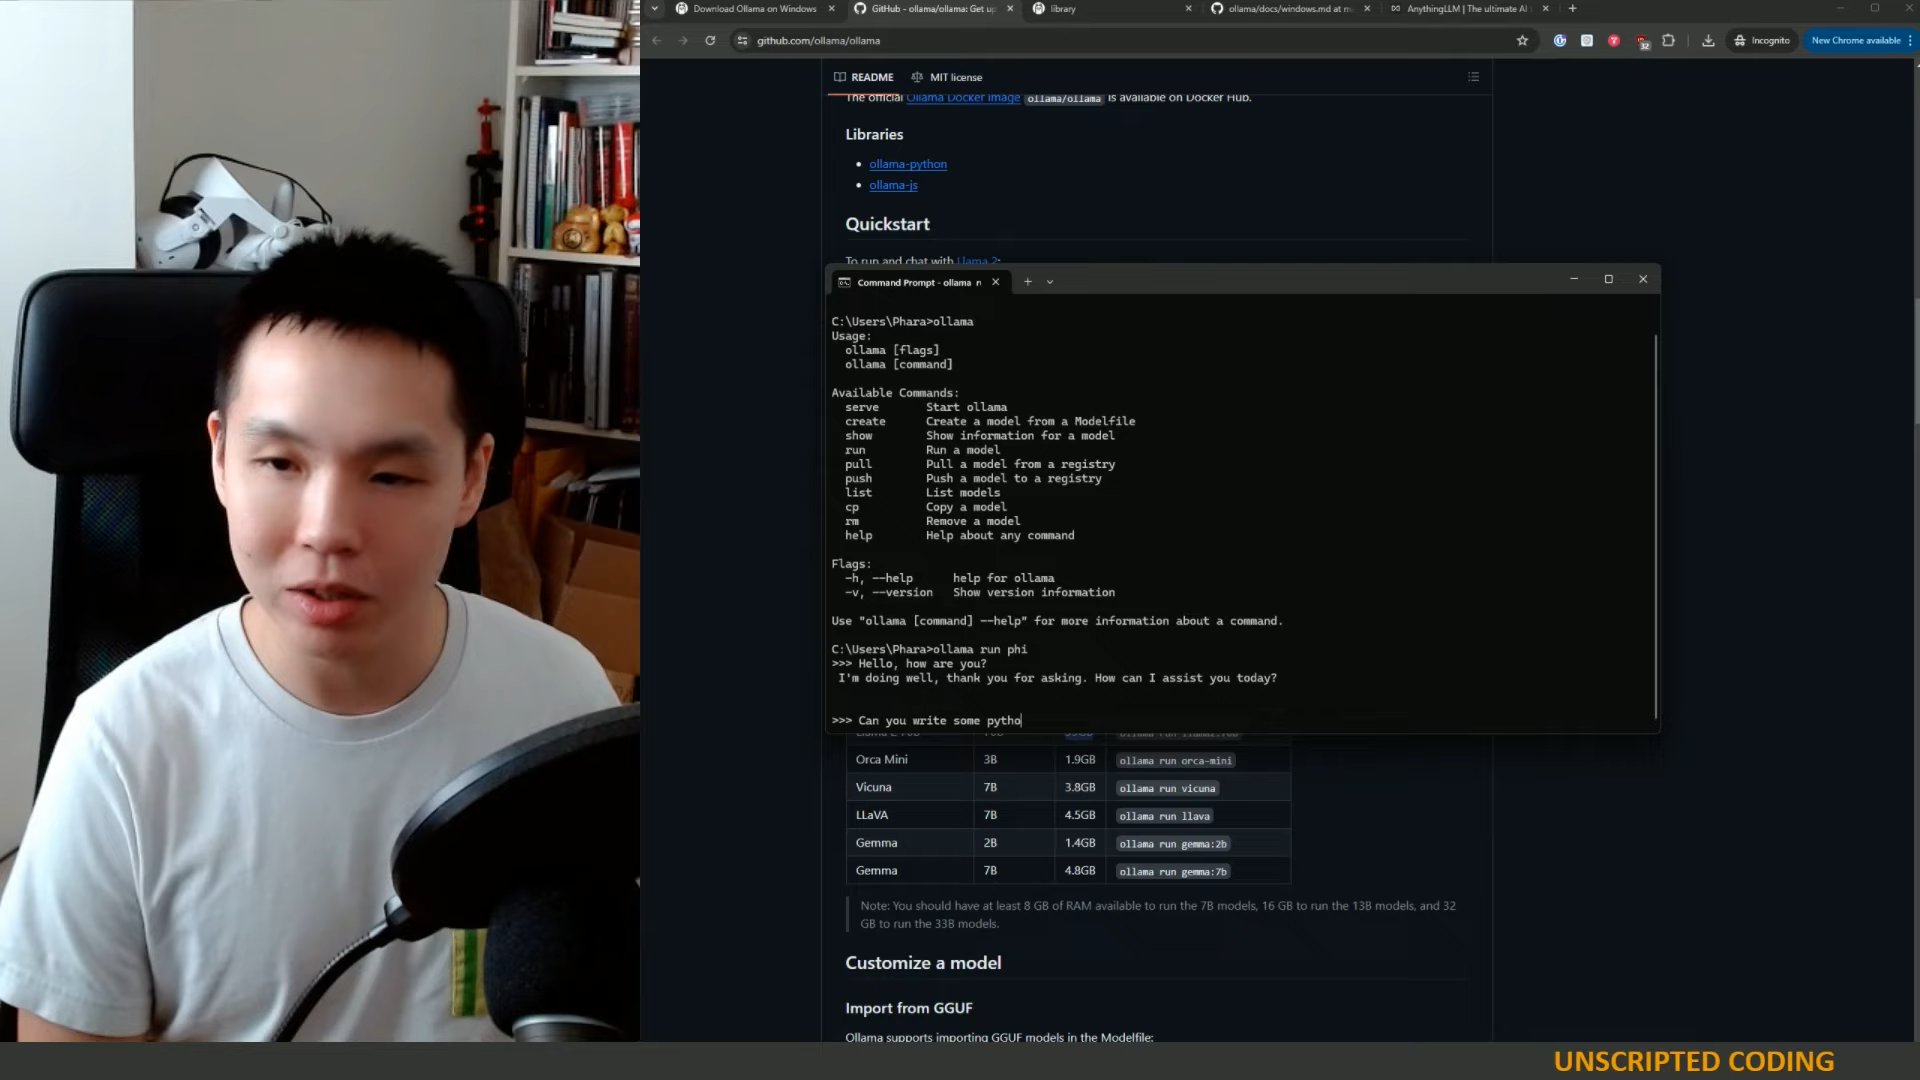 Download Ollama on Windows
GitHub - ollama/ollama: Get up
library
ollama/docs/windows.md at m
AnythingLLM | The ultimate AI
github.com/ollama/ollama
32
Incognito
New Chrome available
README
MIT license
The official Ollama Docker Image ollama/ollama is available on Docker Hub.
Libraries
ollama-python
ollama-js
Quickstart
To run and chat with Llama 2:
Command Prompt - ollama r
C:\Users\Phara>ollama
Usage:
ollama [flags]
ollama [command]
Available Commands:
serve Start ollama
create Create a model from a Modelfile
show Show information for a model
run Run a model
pull Pull a model from a registry
push Push a model to a registry
list List models
cp Copy a model
rm Remove a model
help Help about any command
Flags:
-h, --help help for ollama
-v, --version Show version information
Use "ollama [command] --help" for more information about a command.
C:\Users\Phara>ollama run phi
>>> Hello, how are you?
I'm doing well, thank you for asking. How can I assist you today?
>>> Can you write some pytho
Orca Mini 3B 1.9GB ollama run orca-mini
Vicuna 7B 3.8GB ollama run vicuna
LLaVA 7B 4.5GB ollama run llava
Gemma 2B 1.4GB ollama run gemma:2b
Gemma 7B 4.8GB ollama run gemma:7b
Note: You should have at least 8 GB of RAM available to run the 7B models, 16 GB to run the 13B models, and 32
GB to run the 33B models.
Customize a model
Import from GGUF
Ollama supports importing GGUF models in the Modelfile:
UNSCRIPTED CODING